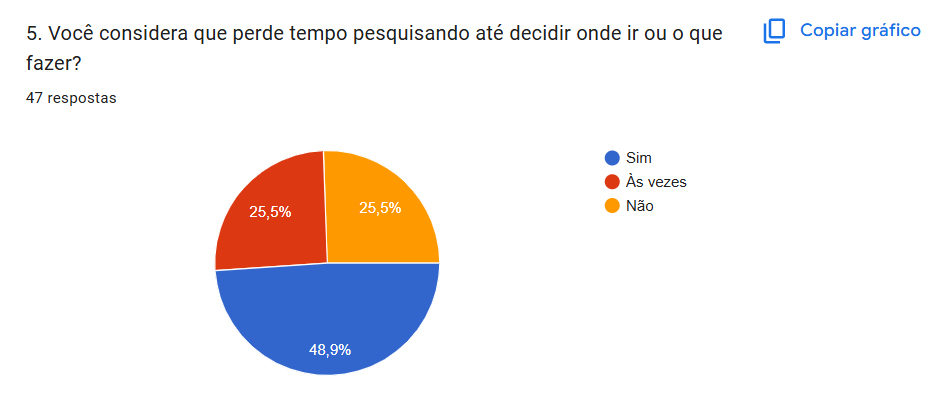 5. Você considera que perde tempo pesquisando até decidir onde ir ou o que
fazer?
Copiar gráfico
47 respostas
Sim
Às vezes
Não
25,5%
25,5%
48,9%